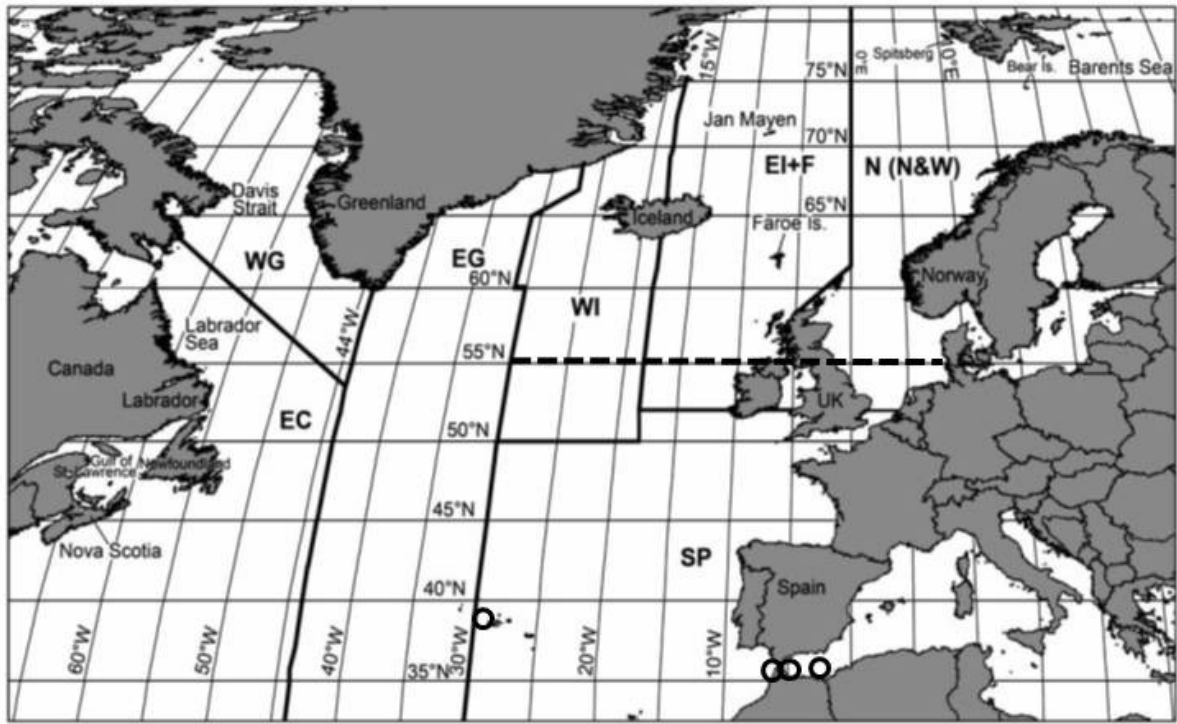 15°W
0°E
Spitsberg
10°E
Bear Is.
Barents Sea
75°N
Jan Mayen
70°N
EI+F
N (N&W)
Davis
Strait
Greenland
Iceland
65°N
Faroe Is.
WG
EG
60°N
Norway
WI
Labrador
Sea
44°W
55°N
Canada
Labrador
UK
EC
50°N
Gulf of
St. Lawrence
Newfoundland
45°N
Nova Scotia
SP
Spain
40°N
60°W
50°W
40°W
30°W
20°W
10°W
35°N